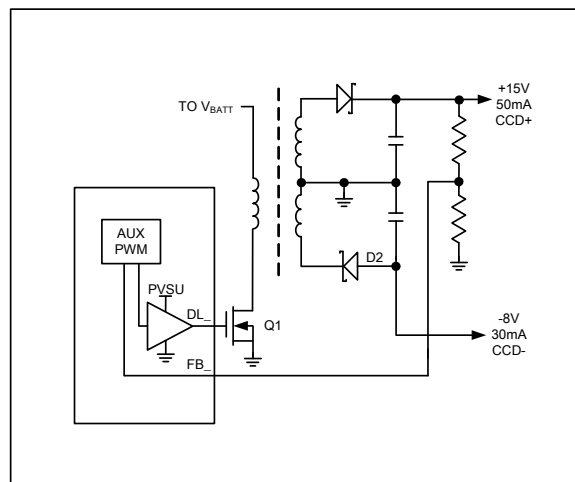 TO VBATT
+15V
50mA
CCD+
AUX
PWM
PVSU
DL_
Q1
FB_
D2
-8V
30mA
CCD-